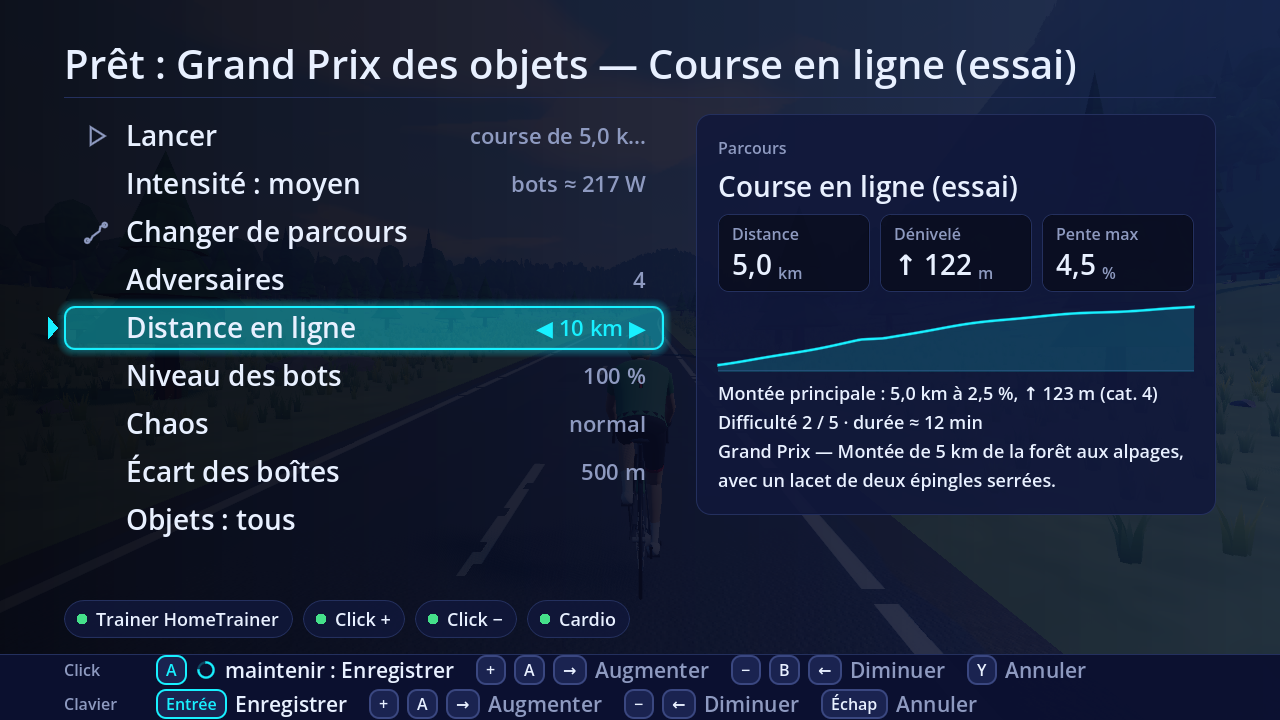 Prêt : Grand Prix des objets — Course en ligne (essai)
Lancer course de 5,0 k...
Intensité : moyen bots ≈ 217 W
Changer de parcours
Adversaires 4
Distance en ligne ◀ 10 km ▶
Niveau des bots 100 %
Chaos normal
Écart des boîtes 500 m
Objets : tous
Parcours
Course en ligne (essai)
Distance Dénivelé Pente max
5,0 km ↑ 122 m 4,5 %
Montée principale : 5,0 km à 2,5 %, ↑ 123 m (cat. 4)
Difficulté 2 / 5 · durée ≈ 12 min
Grand Prix — Montée de 5 km de la forêt aux alpages,
avec un lacet de deux épingles serrées.
Trainer HomeTrainer Click + Click − Cardio
Click A maintenir : Enregistrer + A → Augmenter − B ← Diminuer Y Annuler
Clavier Entrée Enregistrer + A → Augmenter − ← Diminuer Échap Annuler